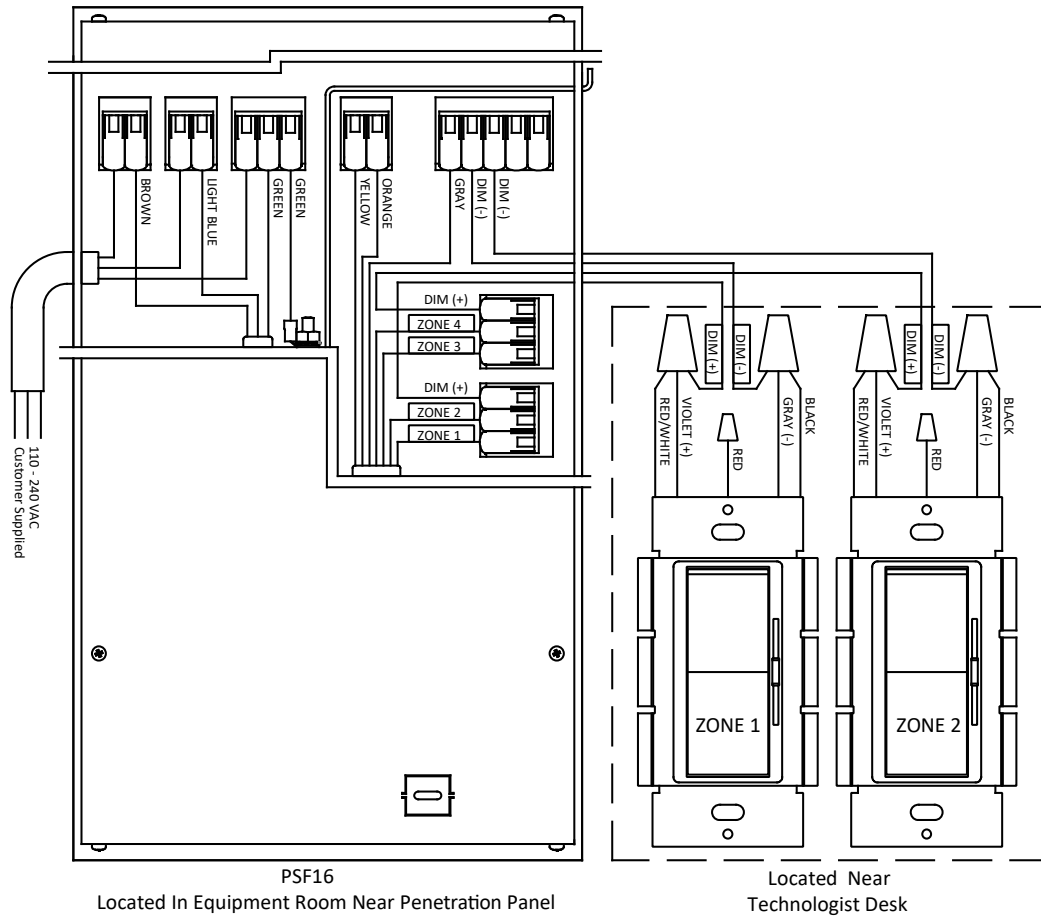 BROWN
LIGHT BLUE
GREEN
GREEN
YELLOW
ORANGE
GRAY
DIM (-)
DIM (-)
DIM (+)
ZONE 4
ZONE 3
DIM (+)
ZONE 2
ZONE 1
110 - 240 VAC
Customer Supplied
RED/WHITE
VIOLET (+)
DIM (+)
DIM (-)
RED
GRAY (-)
BLACK
RED/WHITE
VIOLET (+)
DIM (+)
DIM (-)
RED
GRAY (-)
BLACK
ZONE 1
ZONE 2
PSF16
Located In Equipment Room Near Penetration Panel
Located Near
Technologist Desk